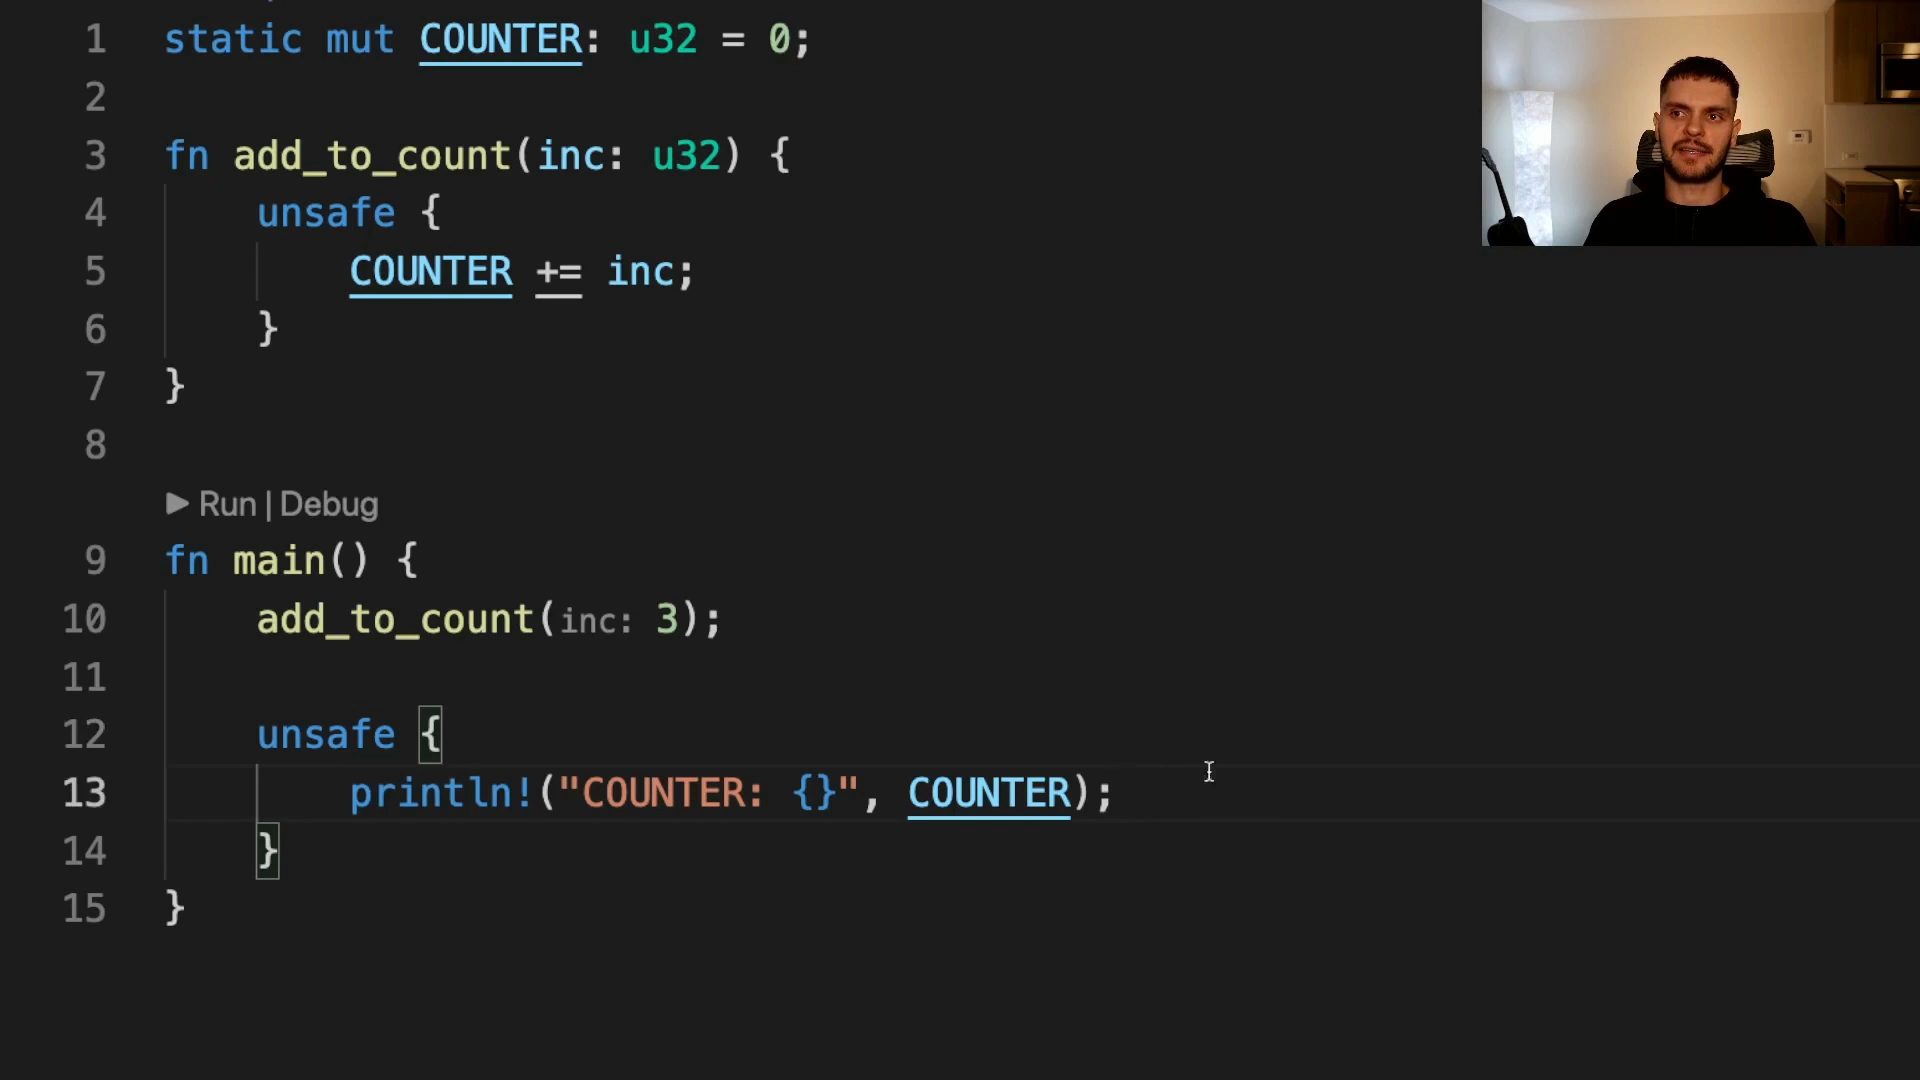 1 static mut COUNTER: u32 = 0;
2
3 fn add_to_count(inc: u32) {
4 unsafe {
5 COUNTER += inc;
6 }
7 }
8
▶ Run | Debug
9 fn main() {
10 add_to_count(inc: 3);
11
12 unsafe {
13 println!("COUNTER: {}", COUNTER);
14 }
15 }